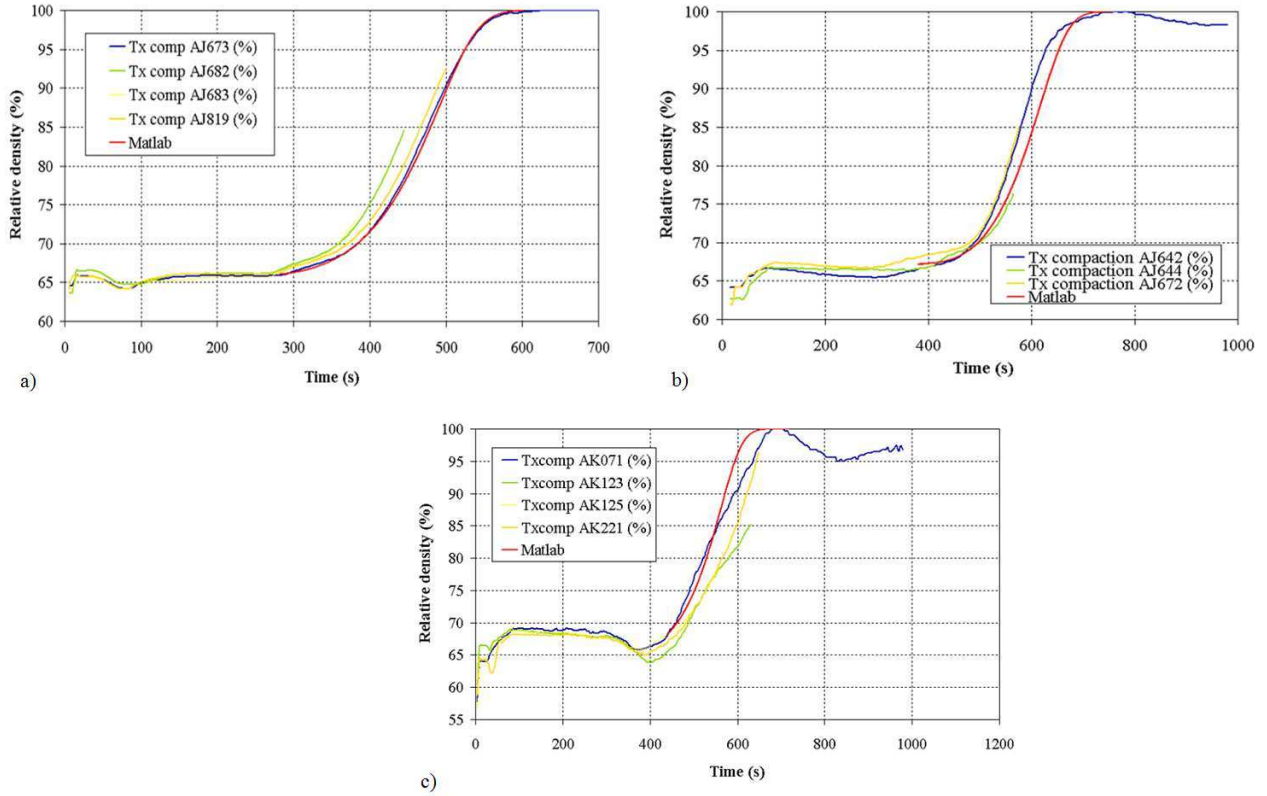 Relative density (%)
100
95
90
85
80
75
70
65
60
Tx comp AJ673 (%)
Tx comp AJ682 (%)
Tx comp AJ683 (%)
Tx comp AJ819 (%)
Matlab
0 100 200 300 400 500 600 700
Time (s)
a)
Relative density (%)
100
95
90
85
80
75
70
65
60
Tx compaction AJ642 (%)
Tx compaction AJ644 (%)
Tx compaction AJ672 (%)
Matlab
0 200 400 600 800 1000
Time (s)
b)
Relative density (%)
100
95
90
85
80
75
70
65
60
55
Txcomp AK071 (%)
Txcomp AK123 (%)
Txcomp AK125 (%)
Txcomp AK221 (%)
Matlab
0 200 400 600 800 1000 1200
Time (s)
c)